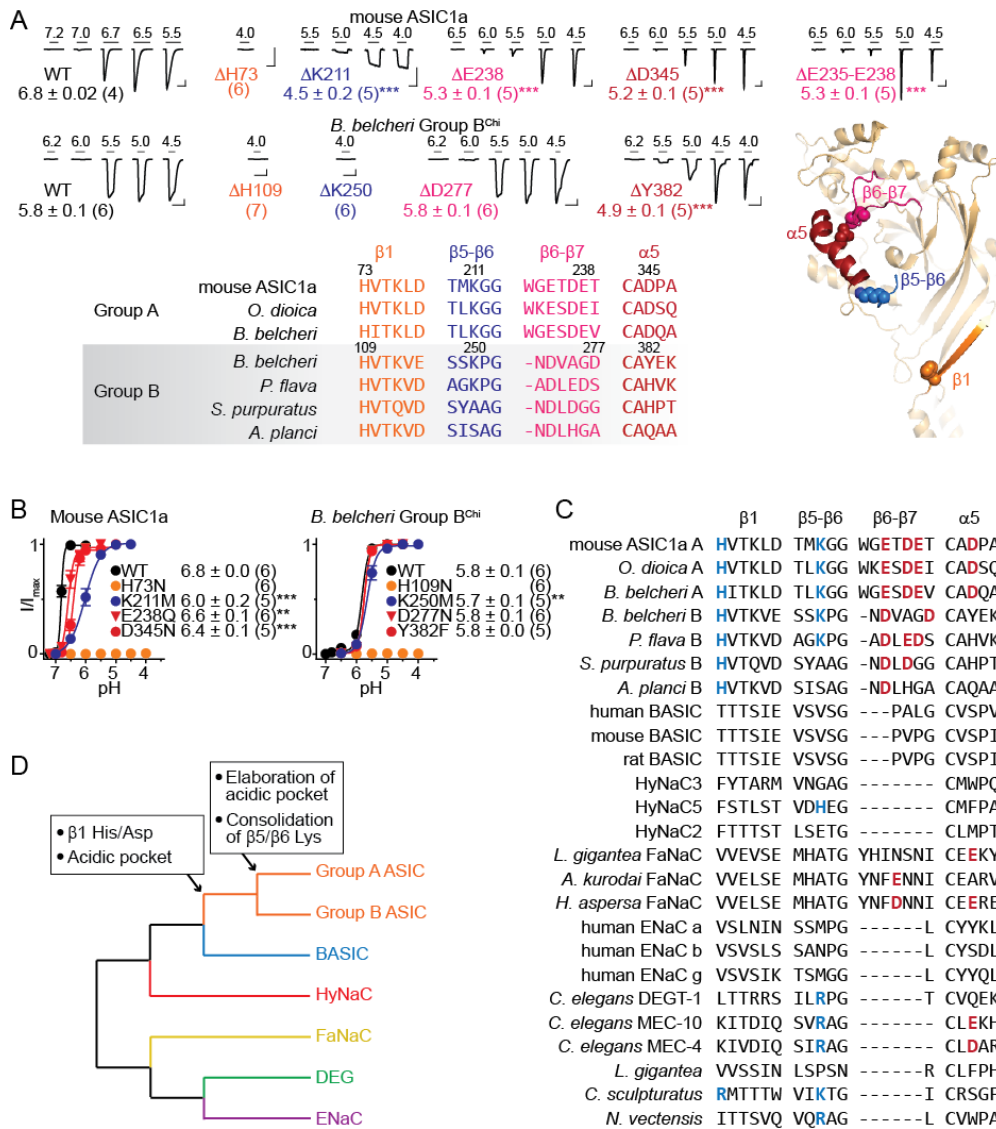 A
mouse ASIC1a
7.2 7.0 6.7 6.5 5.5
4.0
5.5 5.0 4.5 4.0
6.5 6.0 5.5 5.0 4.5
6.5 6.0 5.5 5.0 4.5
6.5 6.0 5.5 5.0 4.5
WT
6.8 ± 0.02 (4)
ΔH73
(6)
ΔK211
4.5 ± 0.2 (5)***
ΔE238
5.3 ± 0.1 (5)***
ΔD345
5.2 ± 0.1 (5)***
ΔE235-E238
5.3 ± 0.1 (5)***
B. belcheri Group B^Chi
6.2 6.0 5.5 5.0 4.5
4.0
4.0
6.2 6.0 5.5 5.0 4.5
6.2 6.0 5.0 4.5 4.0
WT
5.8 ± 0.1 (6)
ΔH109
(7)
ΔK250
(6)
ΔD277
5.8 ± 0.1 (6)
ΔY382
4.9 ± 0.1 (5)***
β6-β7
α5
β5-β6
β1
β1 β5-β6 β6-β7 α5
73 211 238 345
mouse ASIC1a HVTKLD TMKGG WGETDET CADPA
Group A
O. dioica HVTKLD TLKGG WKESDEI CADSQ
B. belcheri HITKLD TLKGG WGESDEV CADQA
109 250 277 382
B. belcheri HVTKVE SSKPG -NDVAGD CAYEK
Group B
P. flava HVTKVD AGKPG -ADLEDS CAHVK
S. purpuratus HVTQVD SYAAG -NDLDGG CAHPT
A. planci HVTKVD SISAG -NDLHGA CAQAA
B
Mouse ASIC1a
I/Imax
1
0
7 6 5 4
pH
WT 6.8 ± 0.0 (6)
H73N (6)
K211M 6.0 ± 0.2 (5)***
E238Q 6.6 ± 0.1 (6)**
D345N 6.4 ± 0.1 (5)***
B. belcheri Group B^Chi
1
0
7 6 5 4
pH
WT 5.8 ± 0.1 (6)
H109N (6)
K250M 5.7 ± 0.1 (5)**
D277N 5.8 ± 0.1 (6)
Y382F 5.8 ± 0.0 (5)
C
β1 β5-β6 β6-β7 α5
mouse ASIC1a A HVTKLD TMKGG WGETDET CADPA
O. dioica A HVTKLD TLKGG WKESDEI CADSQ
B. belcheri A HITKLD TLKGG WGESDEV CADQA
B. belcheri B HVTKVE SSKPG -NDVAGD CAYEK
P. flava B HVTKVD AGKPG -ADLEDS CAHVK
S. purpuratus B HVTQVD SYAAG -NDLDGG CAHPT
A. planci B HVTKVD SISAG -NDLHGA CAQAA
human BASIC TTTSIE VSVSG ---PALG CVSPV
mouse BASIC TTTSIE VSVSG ---PVPG CVSPI
rat BASIC TTTSIE VSVSG ---PVPG CVSPI
HyNaC3 FYTARM VNGAG ------- CMWPQ
HyNaC5 FSTLST VDHEG ------- CMFPA
HyNaC2 FTTTST LSETG ------- CLMPT
L. gigantea FaNaC VVEVSE MHATG YHINSNI CEEKY
A. kurodai FaNaC VVELSE MHATG YNFENNI CEARV
H. aspersa FaNaC VVELSE MHATG YNFDNNI CEERE
human ENaC a VSLNIN SSMPG ------L CYYKL
human ENaC b VSVSLS SANPG ------L CYSDL
human ENaC g VSVSIK TSMGG ------L CYYQL
C. elegans DEGT-1 LTTRRS ILRPG ------T CVQEK
C. elegans MEC-10 KITDIQ SVRAG ------- CLEKH
C. elegans MEC-4 KIVDIQ SIRAG ------- CLDAR
L. gigantea VVSSIN LSPSN ------R CLFPH
C. sculpturatus RMTTTW VIKTG ------I CRSGF
N. vectensis ITTSVQ VQRAG ------L CVWPA
D
• Elaboration of
acidic pocket
• Consolidation
of β5/β6 Lys
• β1 His/Asp
• Acidic pocket
Group A ASIC
Group B ASIC
BASIC
HyNaC
FaNaC
DEG
ENaC